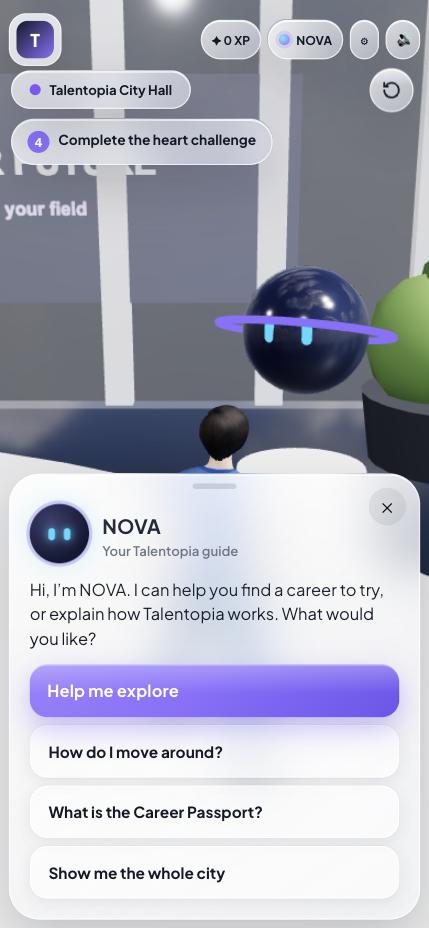 T
0 XP
NOVA
Talentopia City Hall
4
Complete the heart challenge
your field
NOVA
Your Talentopia guide
Hi, I’m NOVA. I can help you find a career to try,
or explain how Talentopia works. What would
you like?
Help me explore
How do I move around?
What is the Career Passport?
Show me the whole city